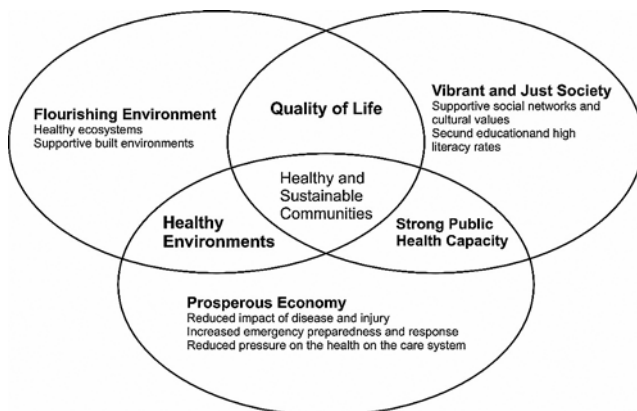 Flourishing Environment
Healthy ecosystems
Supportive built environments
Quality of Life
Vibrant and Just Society
Supportive social networks and
cultural values
Secund educationand high
literacy rates
Healthy and
Sustainable
Communities
Healthy
Environments
Strong Public
Health Capacity
Prosperous Economy
Reduced impact of disease and injury
Increased emergency preparedness and response
Reduced pressure on the health on the care system